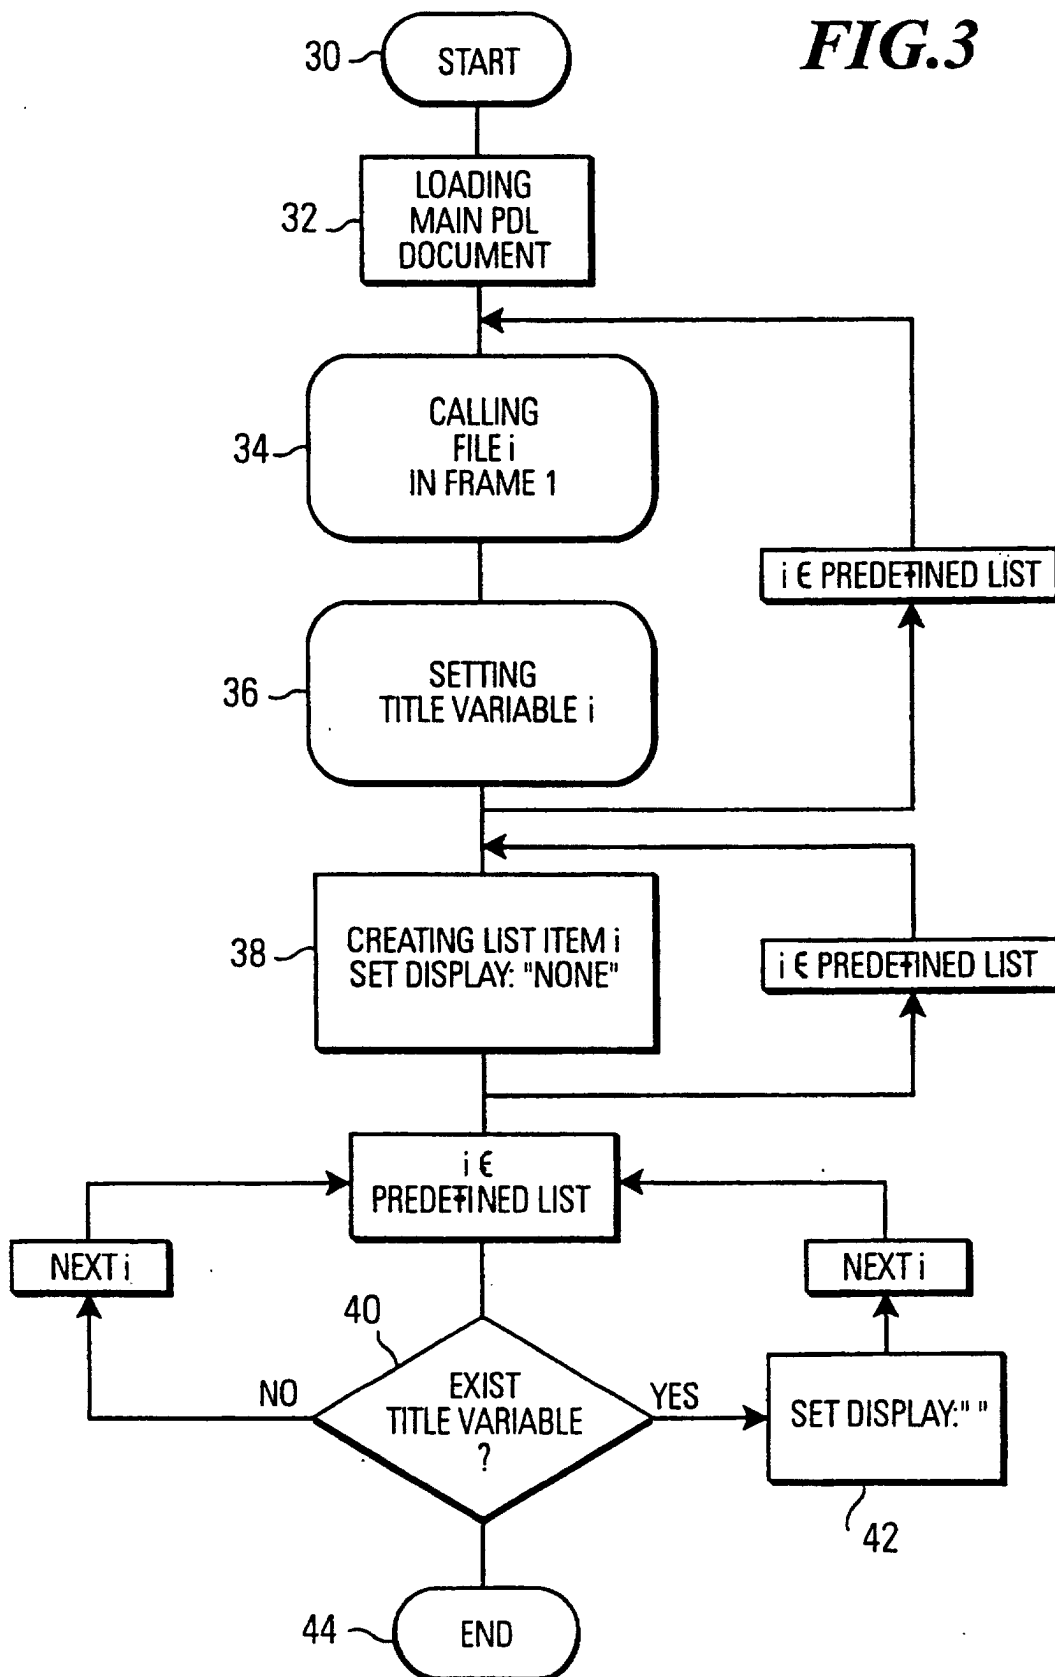 FIG.3
30
START
32
LOADING
MAIN PDL
DOCUMENT
34
CALLING
FILE i
IN FRAME 1
i ∈ PREDEFINED LIST
36
SETTING
TITLE VARIABLE i
38
CREATING LIST ITEM i
SET DISPLAY: "NONE"
i ∈ PREDEFINED LIST
i ∈
PREDEFINED LIST
NEXT i
NEXT i
40
EXIST
TITLE VARIABLE
?
NO
YES
SET DISPLAY:" "
42
44
END